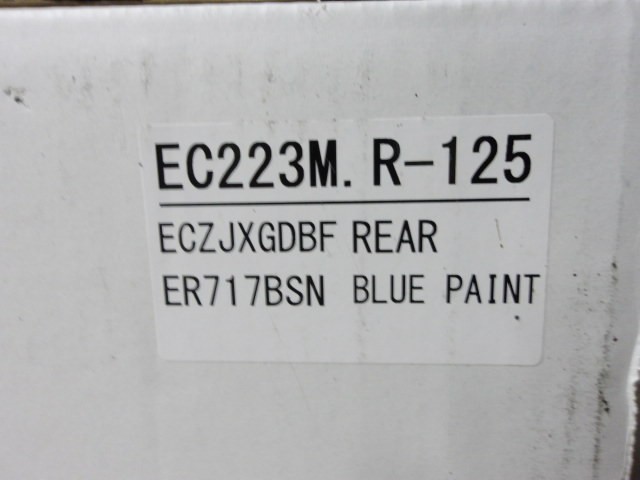 EC223M. R-125
ECZJXGDBF REAR
ER717BSN BLUE PAINT